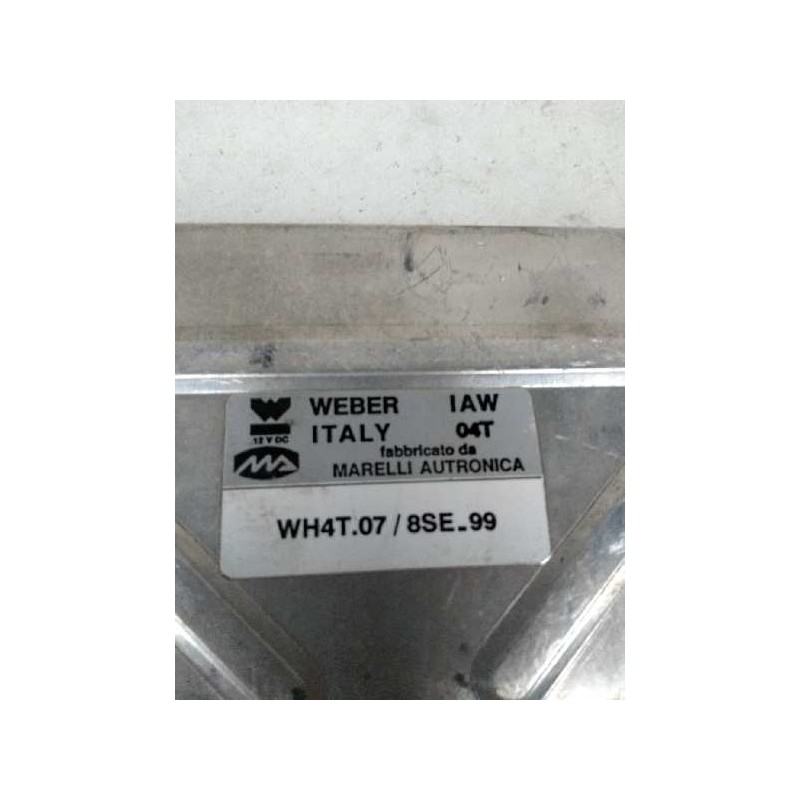 WEBER IAW
ITALY 04T
12 V DC
fabbricato da
MARELLI AUTRONICA
WH4T.07 / 8SE-99